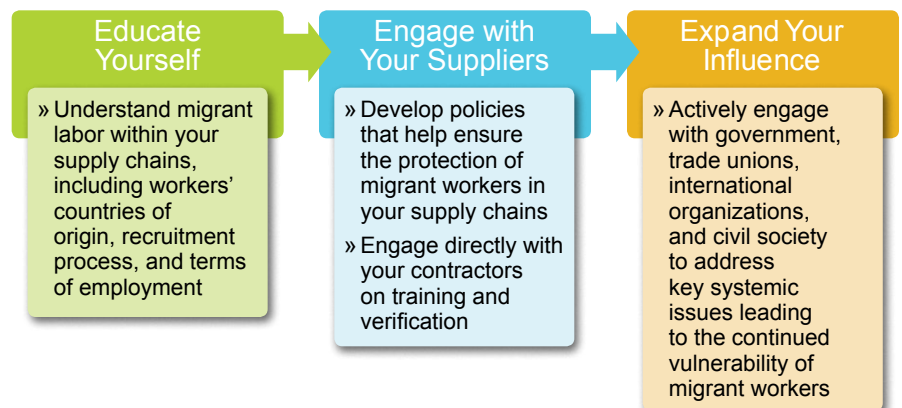 Educate
Yourself
» Understand migrant
labor within your
supply chains,
including workers’
countries of
origin, recruitment
process, and terms
of employment
Engage with
Your Suppliers
» Develop policies
that help ensure
the protection of
migrant workers in
your supply chains
» Engage directly with
your contractors
on training and
verification
Expand Your
Influence
» Actively engage
with government,
trade unions,
international
organizations,
and civil society
to address
key systemic
issues leading
to the continued
vulnerability of
migrant workers